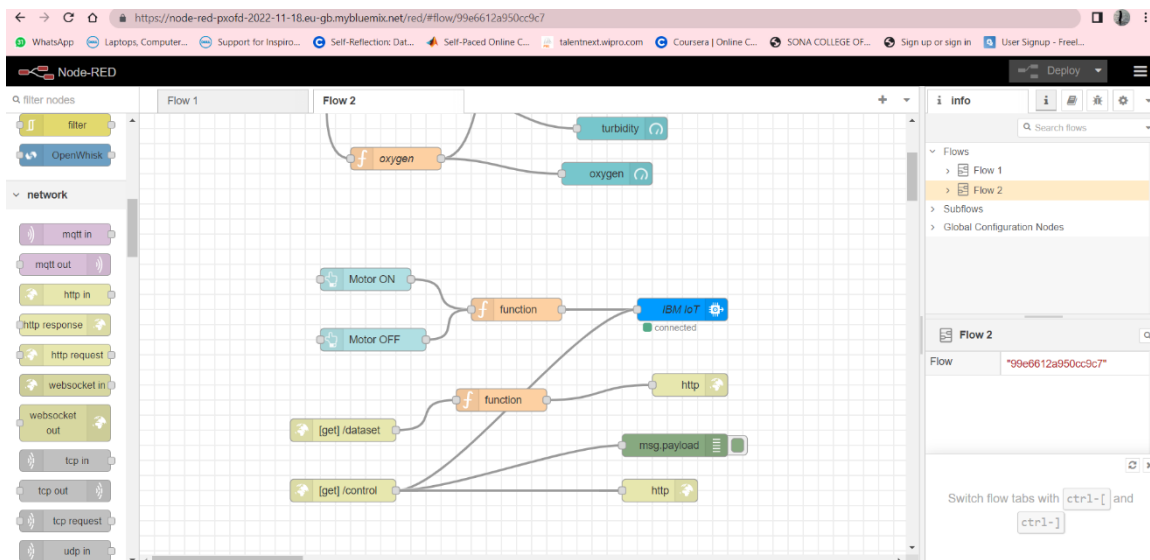 https://node-red-pxofd-2022-11-18.eu-gb.mybluemix.net/red/#flow/99e6612a950cc9c7
WhatsApp Laptops, Computer... Support for Inspiro... Self-Reflection: Dat... Self-Paced Online C... talentnext.wipro.com Coursera | Online C... SONA COLLEGE OF... Sign up or sign in User Signup - Freel...
Node-RED Deploy
filter nodes
filter
OpenWhisk
network
mqtt in
mqtt out
http in
http response
http request
websocket in
websocket
out
tcp in
tcp out
tcp request
udp in
Flow 1 Flow 2
turbidity
oxygen
oxygen
Motor ON
function
IBM IoT
connected
Motor OFF
function
http
[get] /dataset
msg.payload
[get] /control
http
i info i
Search flows
Flows
Flow 1
Flow 2
Subflows
Global Configuration Nodes
Flow 2
Flow "99e6612a950cc9c7"
Switch flow tabs with ctrl-[ and
ctrl-]